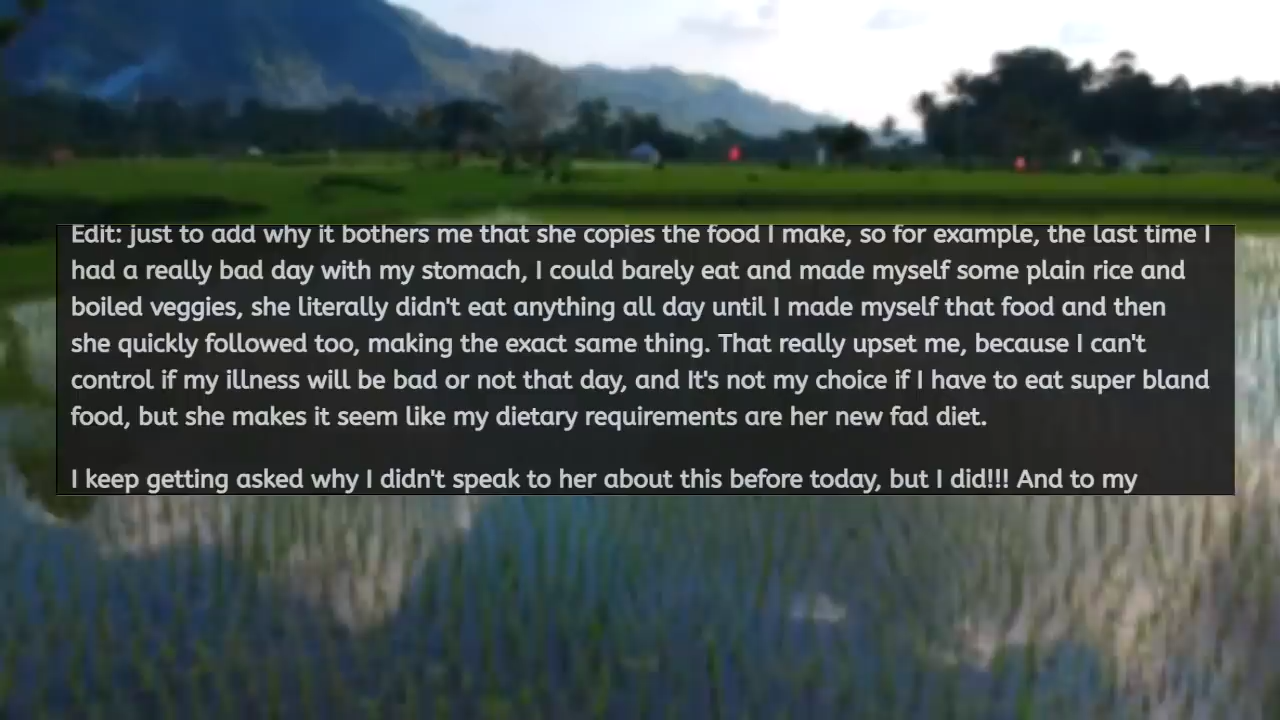 Edit: just to add why it bothers me that she copies the food I make, so for example, the last time I
had a really bad day with my stomach, I could barely eat and made myself some plain rice and
boiled veggies, she literally didn't eat anything all day until I made myself that food and then
she quickly followed too, making the exact same thing. That really upset me, because I can't
control if my illness will be bad or not that day, and It's not my choice if I have to eat super bland
food, but she makes it seem like my dietary requirements are her new fad diet.
I keep getting asked why I didn't speak to her about this before today, but I did!!! And to my